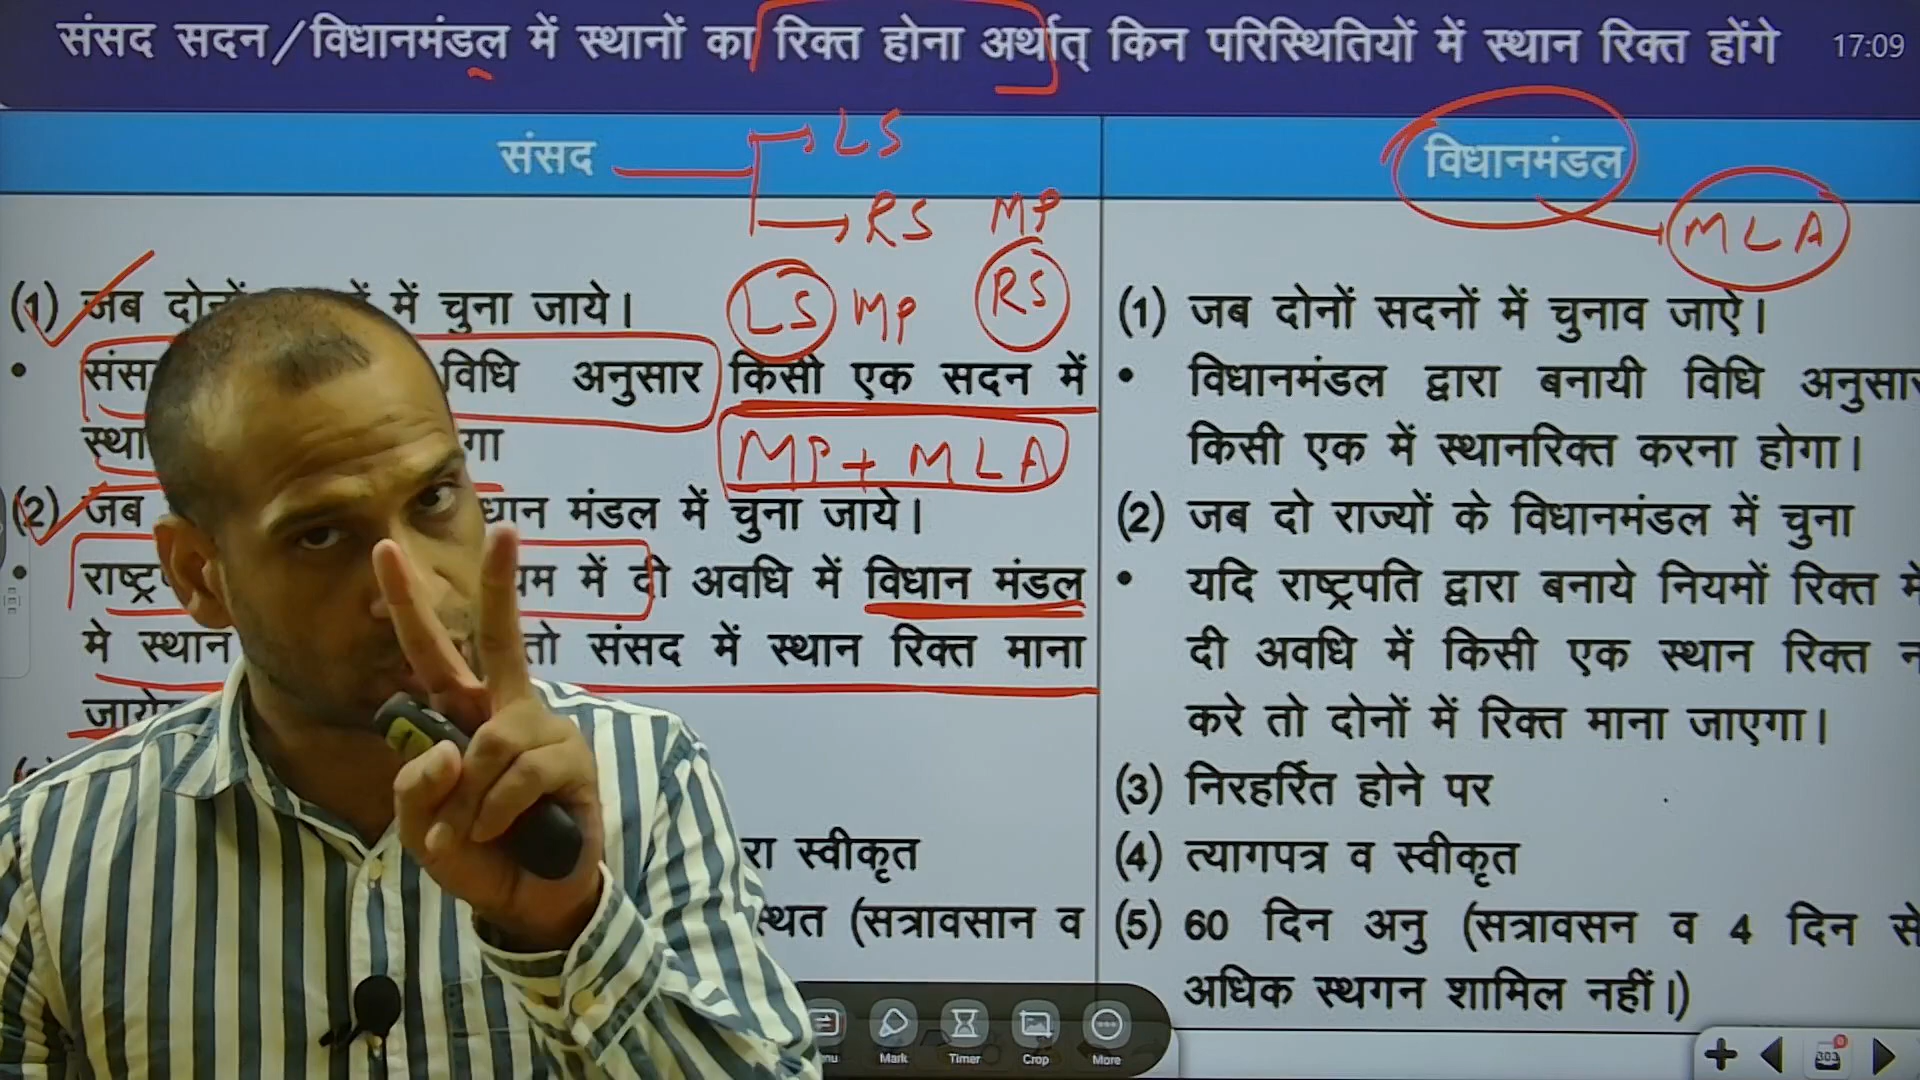 संसद सदन/विधानमंडल में स्थानों का रिक्त होना अर्थात् किन परिस्थितियों में स्थान रिक्त होंगे 17:09
संसद
LS
RS MP
LS MP RS
(1) जब में चुना जाये।
विधि अनुसार किसी एक सदन में
MP + MLA
(2) जब मंडल में चुना जाये।
में दी अवधि में विधान मंडल
मे स्थान तो संसद में स्थान रिक्त माना
रा स्वीकृत
(सत्रावसान व
विधानमंडल
MLA
(1) जब दोनों सदनों में चुनाव जाऐ।
• विधानमंडल द्वारा बनायी विधि अनुसार
किसी एक में स्थानरिक्त करना होगा।
(2) जब दो राज्यों के विधानमंडल में चुना
• यदि राष्ट्रपति द्वारा बनाये नियमों रिक्त में
दी अवधि में किसी एक स्थान रिक्त न
करे तो दोनों में रिक्त माना जाएगा।
(3) निरहर्रित होने पर
(4) त्यागपत्र व स्वीकृत
(5) 60 दिन अनु (सत्रावसन व 4 दिन से
अधिक स्थगन शामिल नहीं।)
Mark Timer Crop More
303